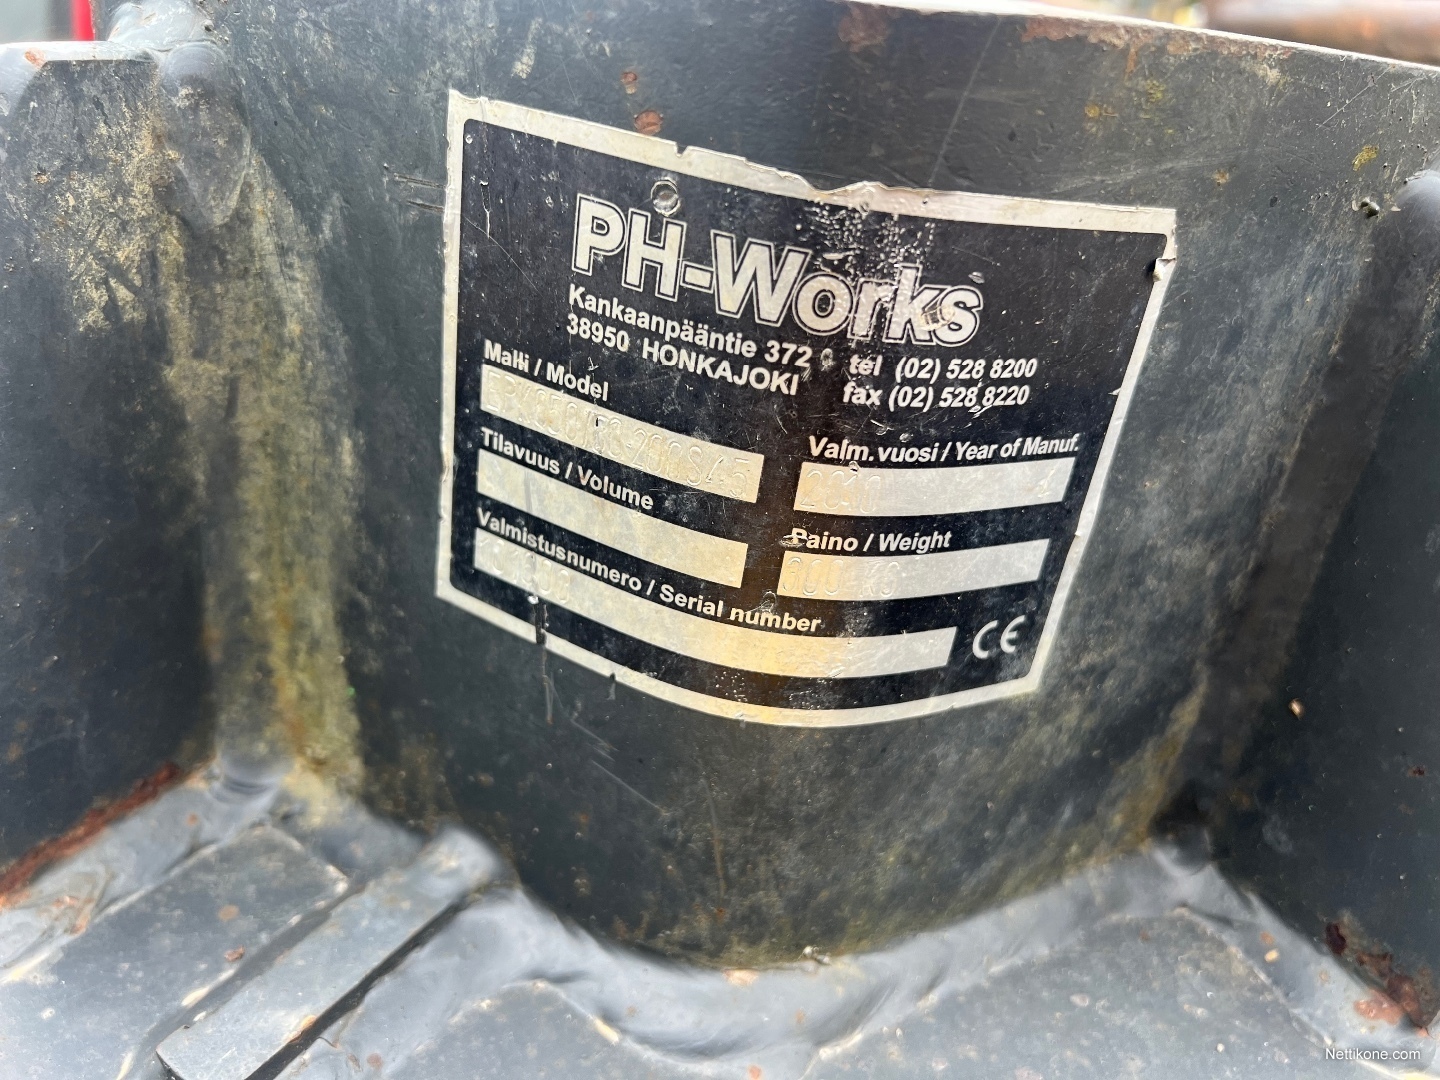 PH-Works
Kankaanpääntie 372
38950 HONKAJOKI
tel (02) 528 8200
fax (02) 528 8220
Malli / Model
Valm.vuosi / Year of Manuf.
Tilavuus / Volume
Paino / Weight
KG
Valmistusnumero / Serial number
CE
Nettikone.com